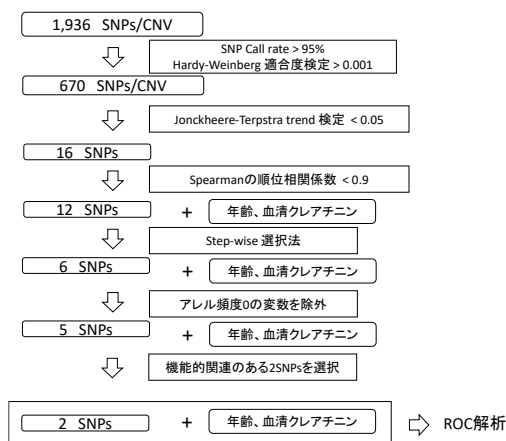 1,936 SNPs/CNV
SNP Call rate > 95%
Hardy-Weinberg 適合度検定 > 0.001
670 SNPs/CNV
Jonckheere-Terpstra trend 検定 < 0.05
16 SNPs
Spearmanの順位相関係数 < 0.9
12 SNPs + 年齢、血清クレアチニン
Step-wise 選択法
6 SNPs + 年齢、血清クレアチニン
アレル頻度0の変数を除外
5 SNPs + 年齢、血清クレアチニン
機能的関連のある2SNPsを選択
2 SNPs + 年齢、血清クレアチニン ROC解析